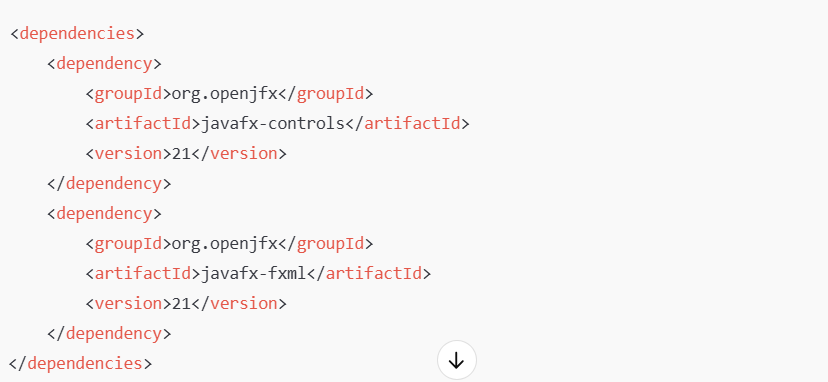 <dependencies>
    <dependency>
        <groupId>org.openjfx</groupId>
        <artifactId>javafx-controls</artifactId>
        <version>21</version>
    </dependency>
    <dependency>
        <groupId>org.openjfx</groupId>
        <artifactId>javafx-fxml</artifactId>
        <version>21</version>
    </dependency>
</dependencies>